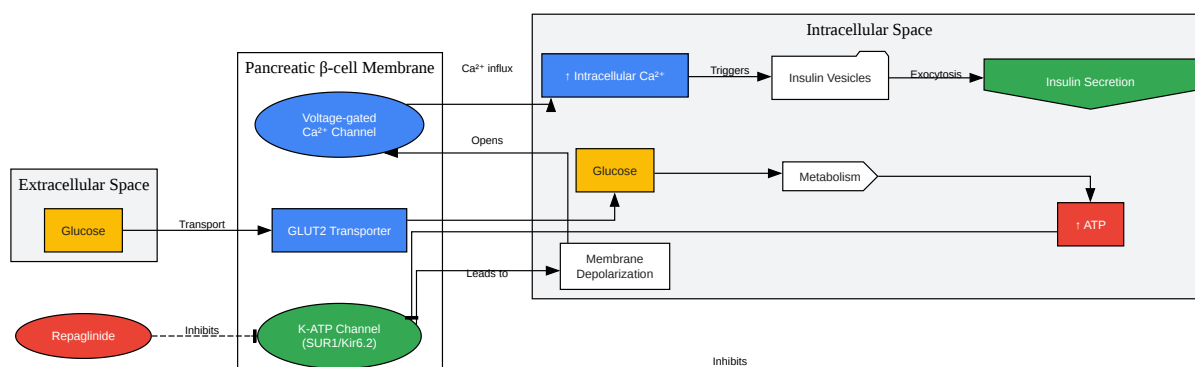 Intracellular Space
Pancreatic β-cell Membrane
Ca²⁺ influx
↑ Intracellular Ca²⁺
Triggers
Insulin Vesicles
Exocytosis
Insulin Secretion
Voltage-gated
Ca²⁺ Channel
Opens
Extracellular Space
Glucose
Transport
GLUT2 Transporter
Glucose
Metabolism
↑ ATP
Membrane
Depolarization
Leads to
Repaglinide
Inhibits
K-ATP Channel
(SUR1/Kir6.2)
Inhibits